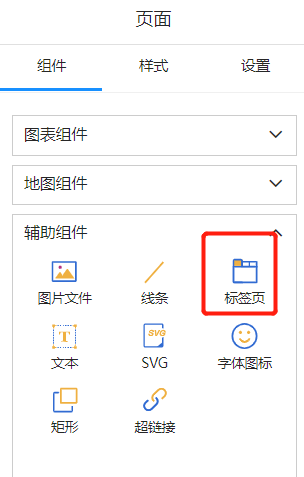 页面
组件 样式 设置
图表组件
地图组件
辅助组件
图片文件 线条 标签页
T SVG
文本 SVG 字体图标
矩形 超链接